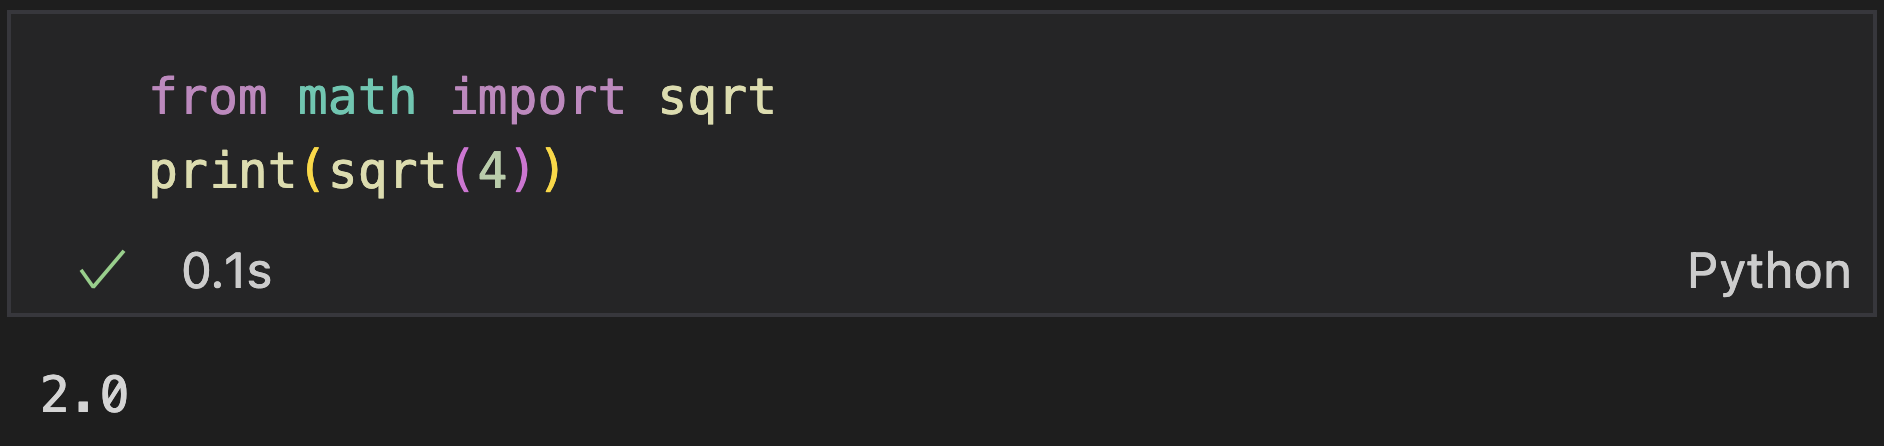 from math import sqrt
print(sqrt(4))
0.1s
Python
2.0